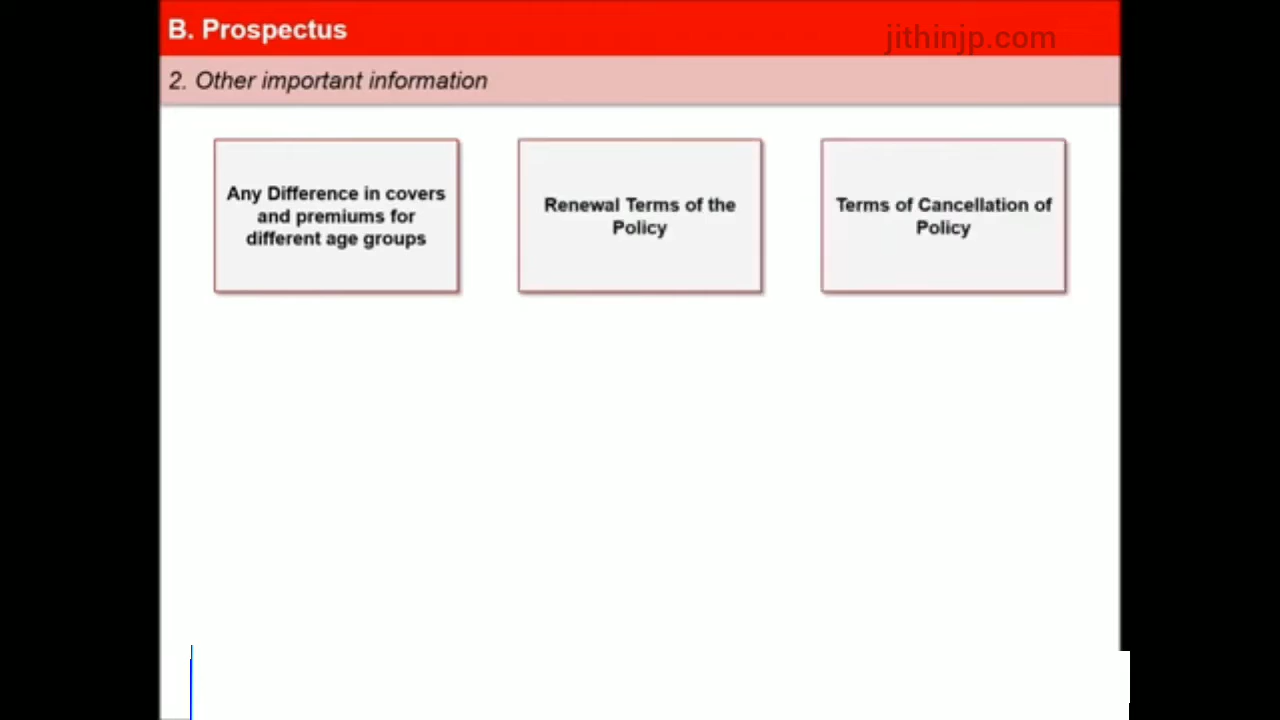 B. Prospectus
jithinjp.com
2. Other important information
Any Difference in covers
and premiums for
different age groups
Renewal Terms of the
Policy
Terms of Cancellation of
Policy